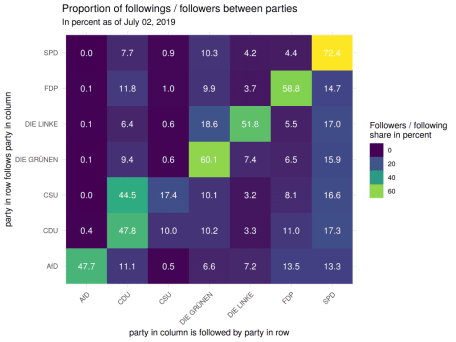 Proportion of followings / followers between parties
In percent as of July 02, 2019
party in row follows party in column
SPD 0.0 7.7 0.9 10.3 4.2 4.4 72.4
FDP 0.1 11.8 1.0 9.9 3.7 58.8 14.7
DIE LINKE 0.1 6.4 0.6 18.6 51.8 5.5 17.0
DIE GRÜNEN 0.1 9.4 0.6 60.1 7.4 6.5 15.9
CSU 0.0 44.5 17.4 10.1 3.2 8.1 16.6
CDU 0.4 47.8 10.0 10.2 3.3 11.0 17.3
AfD 47.7 11.1 0.5 6.6 7.2 13.5 13.3
AfD CDU CSU DIE GRÜNEN DIE LINKE FDP SPD
party in column is followed by party in row
Followers / following
share in percent
0
20
40
60